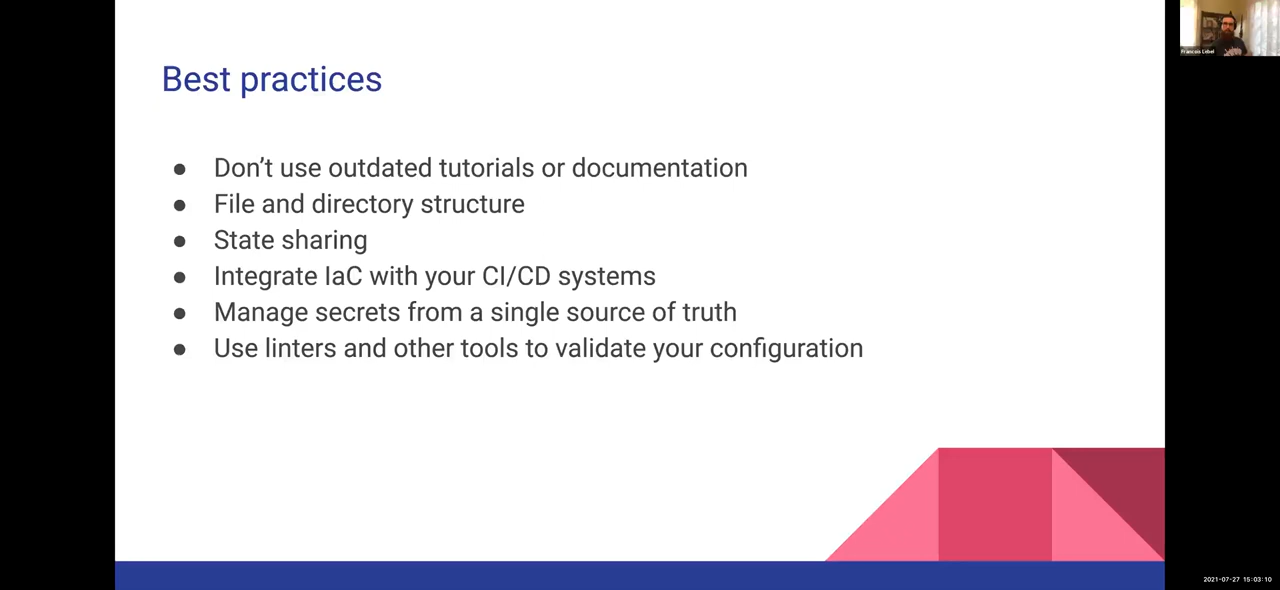 Best practices
● Don’t use outdated tutorials or documentation
● File and directory structure
● State sharing
● Integrate IaC with your CI/CD systems
● Manage secrets from a single source of truth
● Use linters and other tools to validate your configuration
Francois Lebel
2021-07-27 15:03:10